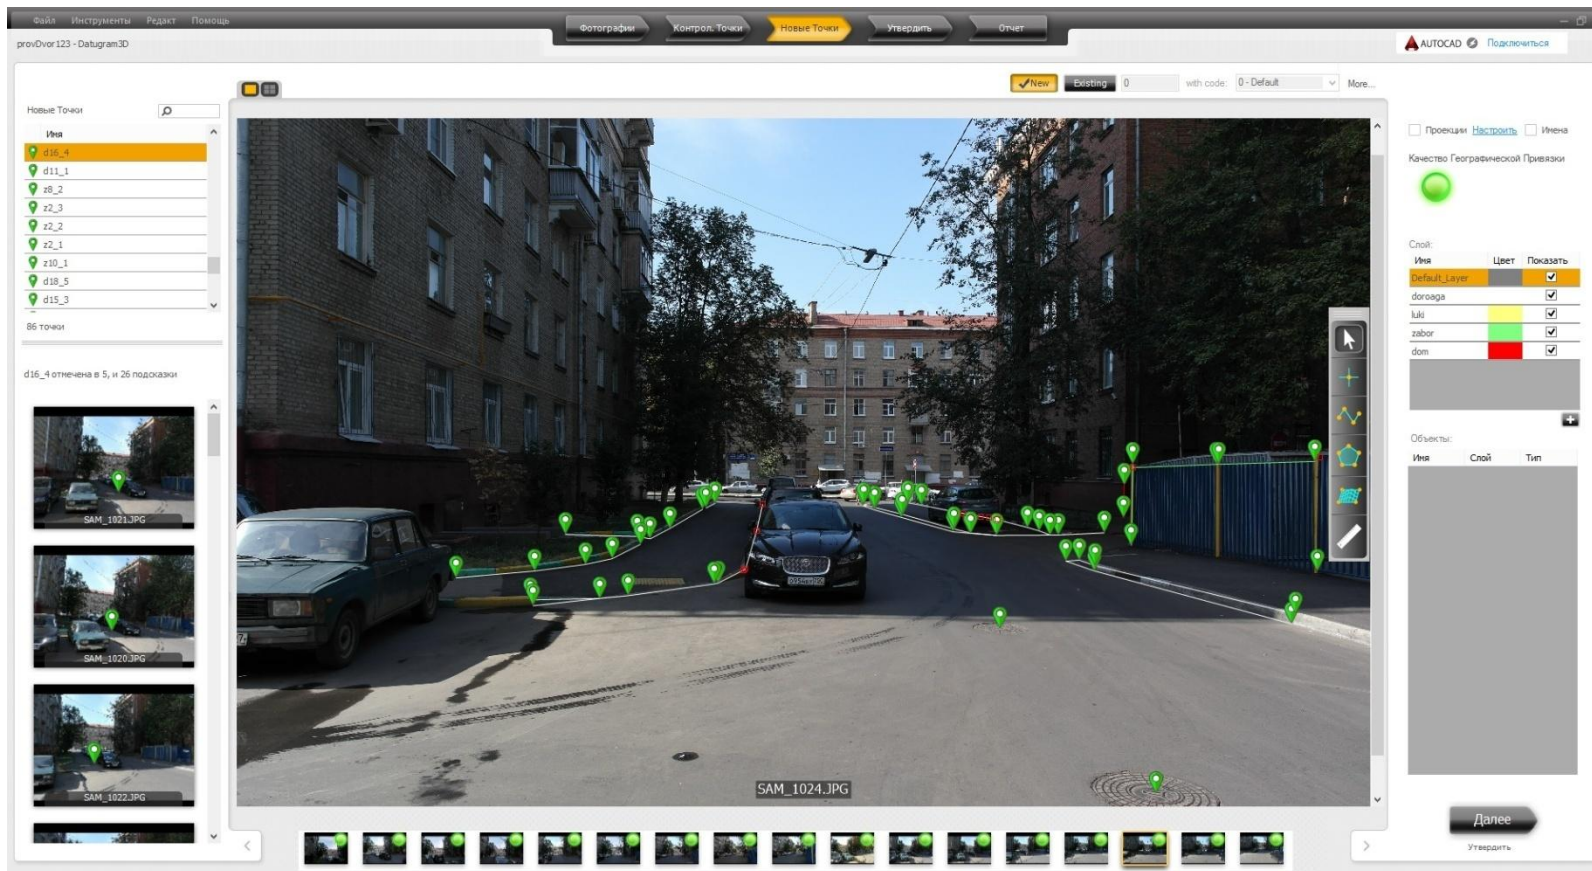 Файл Инструменты Редакт Помощь
Фотографии Контрол. Точки Новые Точки Утвердить Отчет
provDvor123 - Datugram3D
AUTOCAD Подключиться
New Existing 0 with code: 0 - Default More...
Новые Точки
Имя
d16_4
d11_1
z8_2
z2_3
z2_2
z2_1
z10_1
d18_5
d15_3
86 точки
d16_4 отмечена в 5, и 26 подсказки
SAM_1021.JPG
SAM_1020.JPG
SAM_1022.JPG
SAM_1024.JPG
Проекции Настроить Имена
Качество Географической Привязки
Слой:
Имя Цвет Показать
Default_Layer
doroaga
luki
zabor
dom
Объекты:
Имя Слой Тип
Далее
Утвердить